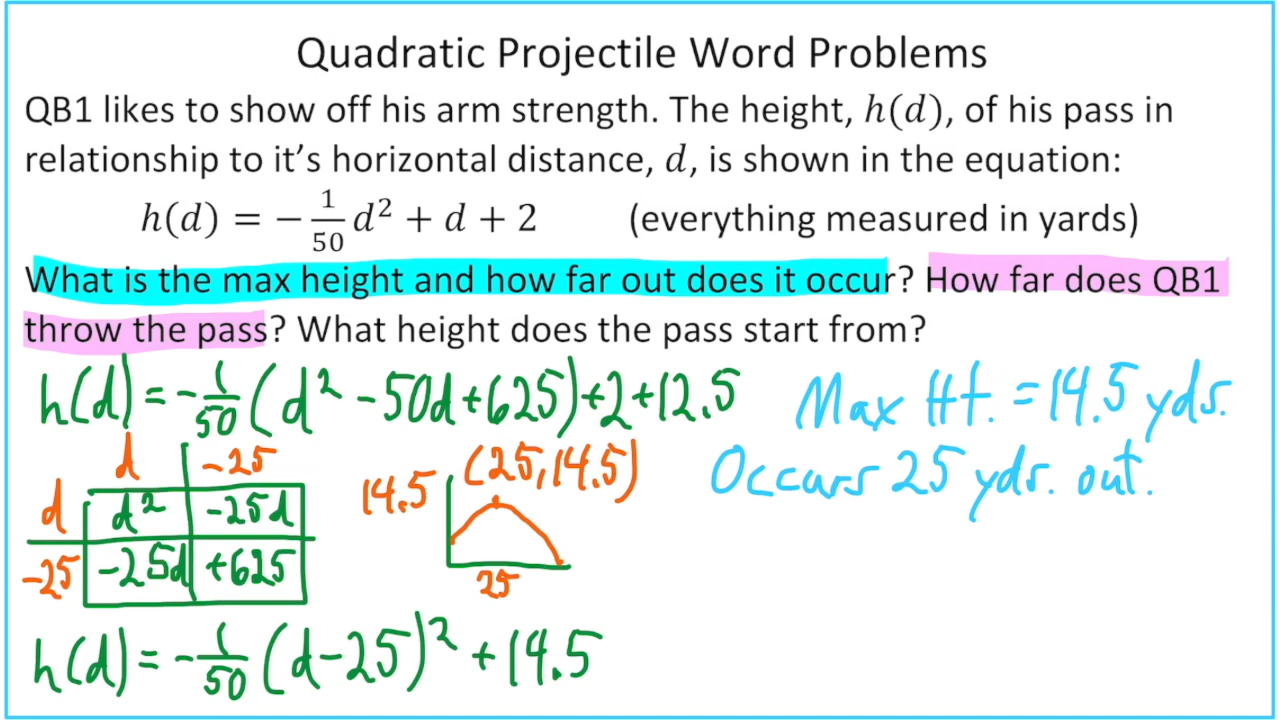 Quadratic Projectile Word Problems
QB1 likes to show off his arm strength. The height, h(d), of his pass in
relationship to it's horizontal distance, d, is shown in the equation:
h(d) = −1/50 d² + d + 2 (everything measured in yards)
What is the max height and how far out does it occur? How far does QB1
throw the pass? What height does the pass start from?
h(d) = -1/50 (d² - 50d + 625) + 2 + 12.5
Max Ht. = 14.5 yds.
Occurs 25 yds. out.
d -25
d d² -25d
-25 -25d +625
(25, 14.5)
14.5
25
h(d) = -1/50 (d - 25)² + 14.5